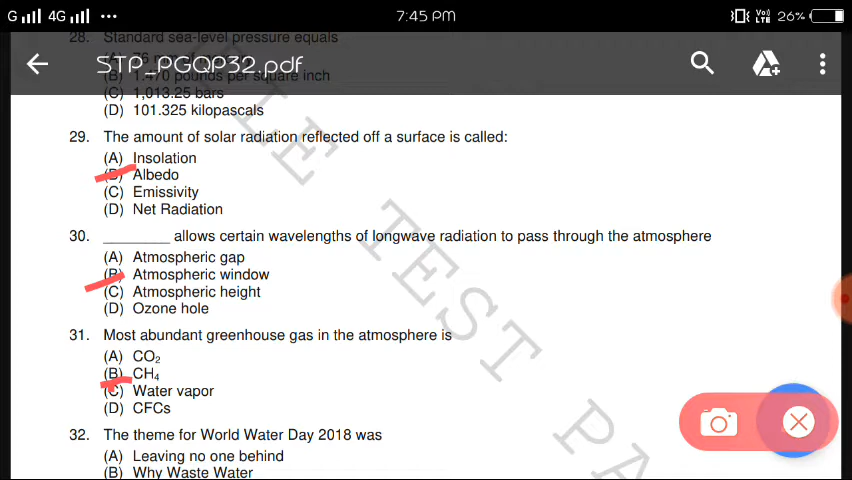 G 4G ••• 7:45 PM Vo) LTE 26%
28. Standard sea-level pressure equals
STP_PGQP32.pdf
(B) 1.470 pounds per square inch
(C) 1,013.25 bars
(D) 101.325 kilopascals
29. The amount of solar radiation reflected off a surface is called:
(A) Insolation
(B) Albedo
(C) Emissivity
(D) Net Radiation
30. ________ allows certain wavelengths of longwave radiation to pass through the atmosphere
(A) Atmospheric gap
(B) Atmospheric window
(C) Atmospheric height
(D) Ozone hole
31. Most abundant greenhouse gas in the atmosphere is
(A) CO₂
(B) CH₄
(C) Water vapor
(D) CFCs
32. The theme for World Water Day 2018 was
(A) Leaving no one behind
(B) Why Waste Water
TEST